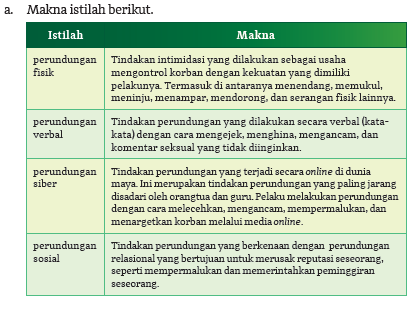 a. Makna istilah berikut.
Istilah Makna
perundungan fisik
Tindakan intimidasi yang dilakukan sebagai usaha
mengontrol korban dengan kekuatan yang dimiliki
pelakunya. Termasuk di antaranya menendang, memukul,
meninju, menampar, mendorong, dan serangan fisik lainnya.
perundungan verbal
Tindakan perundungan yang dilakukan secara verbal (kata-
kata) dengan cara mengejek, menghina, mengancam, dan
komentar seksual yang tidak diinginkan.
perundungan siber
Tindakan perundungan yang terjadi secara online di dunia
maya. Ini merupakan tindakan perundungan yang paling jarang
disadari oleh orangtua dan guru. Pelaku melakukan perundungan
dengan cara melecehkan, mengancam, mempermalukan, dan
menargetkan korban melalui media online.
perundungan sosial
Tindakan perundungan yang berkenaan dengan perundungan
relasional yang bertujuan untuk merusak reputasi seseorang,
seperti mempermalukan dan memerintahkan peminggiran
seseorang.